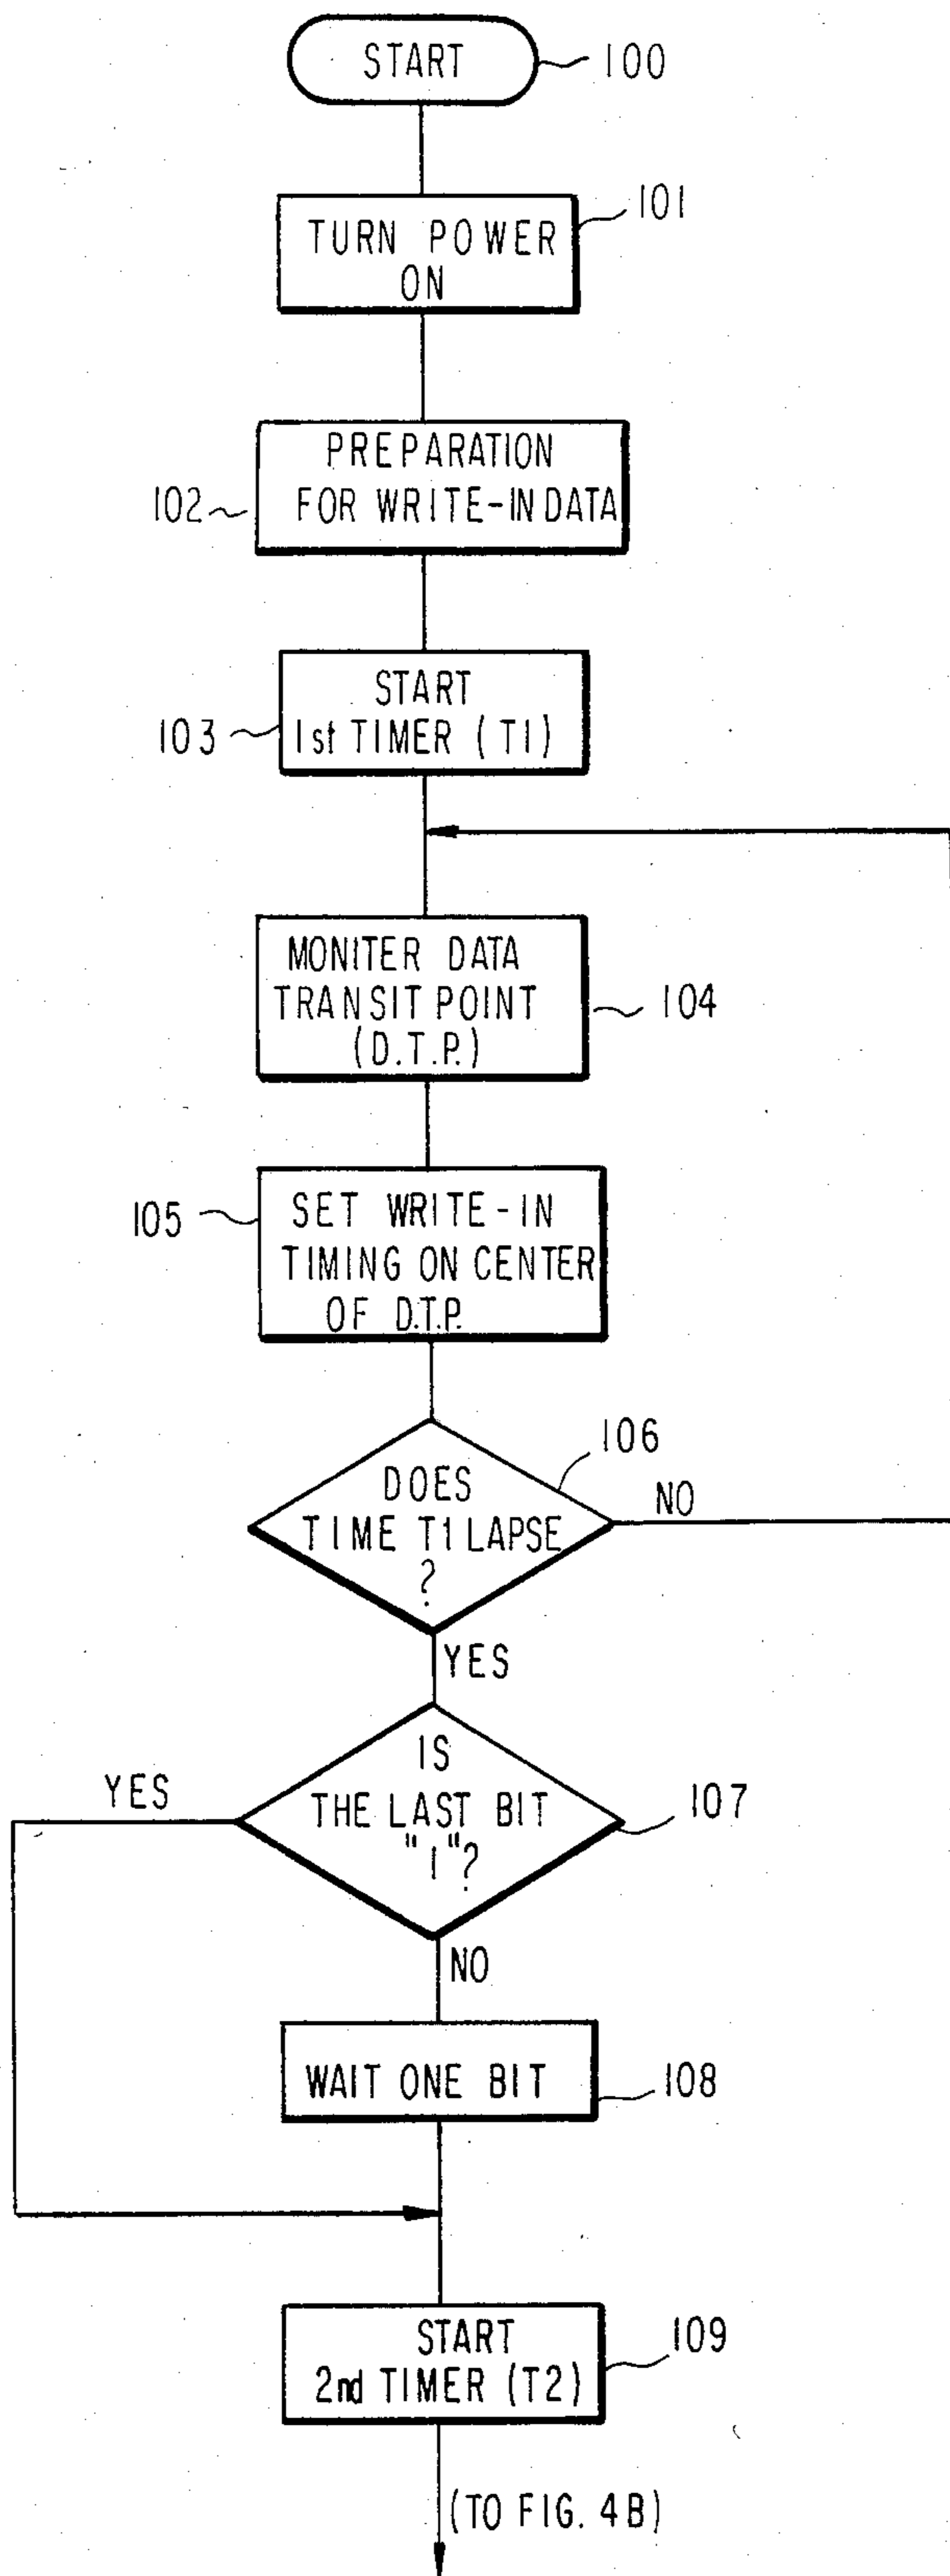 START
100
TURN POWER
ON
101
PREPARATION
FOR WRITE-IN DATA
102
START
1st TIMER (T1)
103
MONITER DATA
TRANSIT POINT
(D.T.P.)
104
105
SET WRITE-IN
TIMING ON CENTER
OF D.T.P.
106
DOES
TIME T1 LAPSE
?
NO
YES
IS
THE LAST BIT
"1"?
107
YES
NO
WAIT ONE BIT
108
START
2nd TIMER (T2)
109
(TO FIG. 4B)